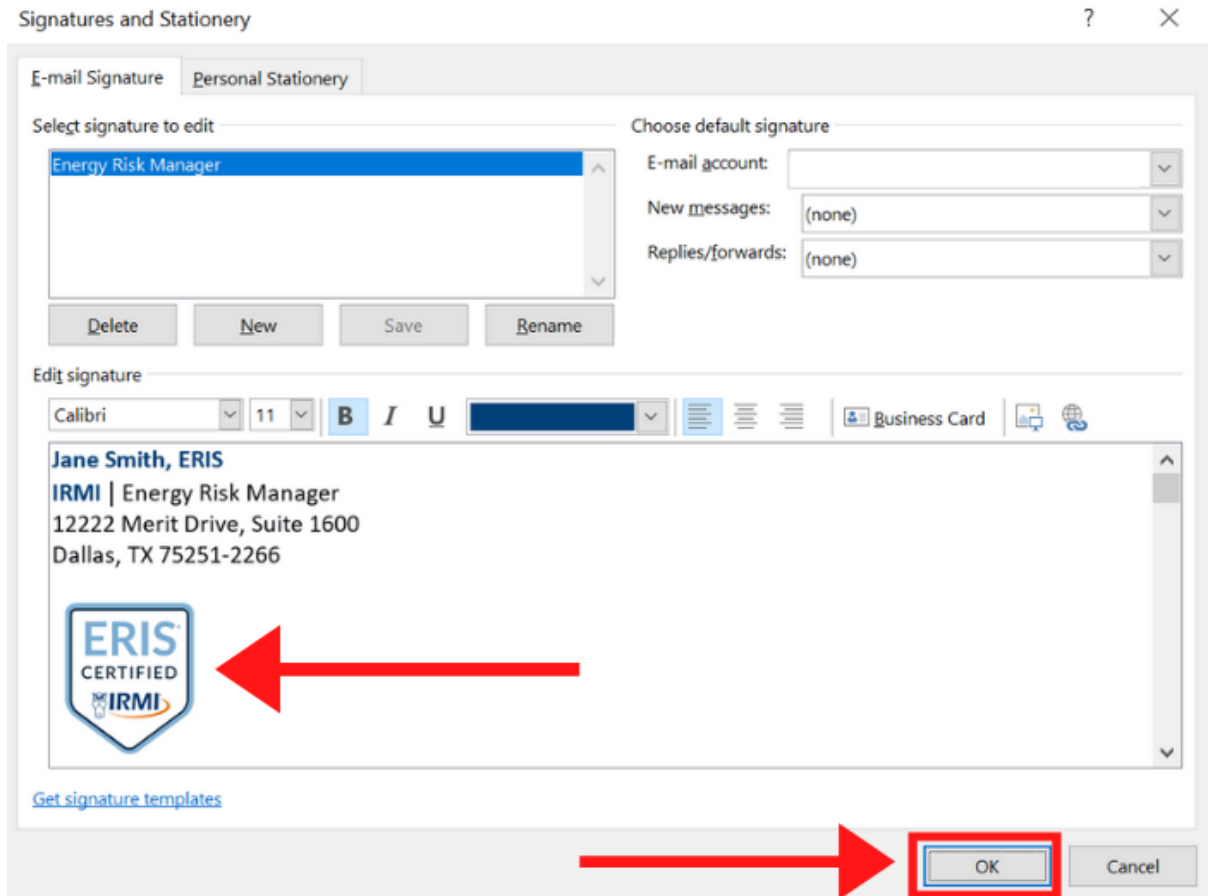 Signatures and Stationery
?
E-mail Signature
Personal Stationery
Select signature to edit
Choose default signature
Energy Risk Manager
E-mail account:
New messages:
(none)
Replies/forwards:
(none)
Delete
New
Save
Rename
Edit signature
Calibri
11
B
I
U
Business Card
Jane Smith, ERIS
IRMI | Energy Risk Manager
12222 Merit Drive, Suite 1600
Dallas, TX 75251-2266
ERIS®
CERTIFIED
IRMI
Get signature templates
OK
Cancel